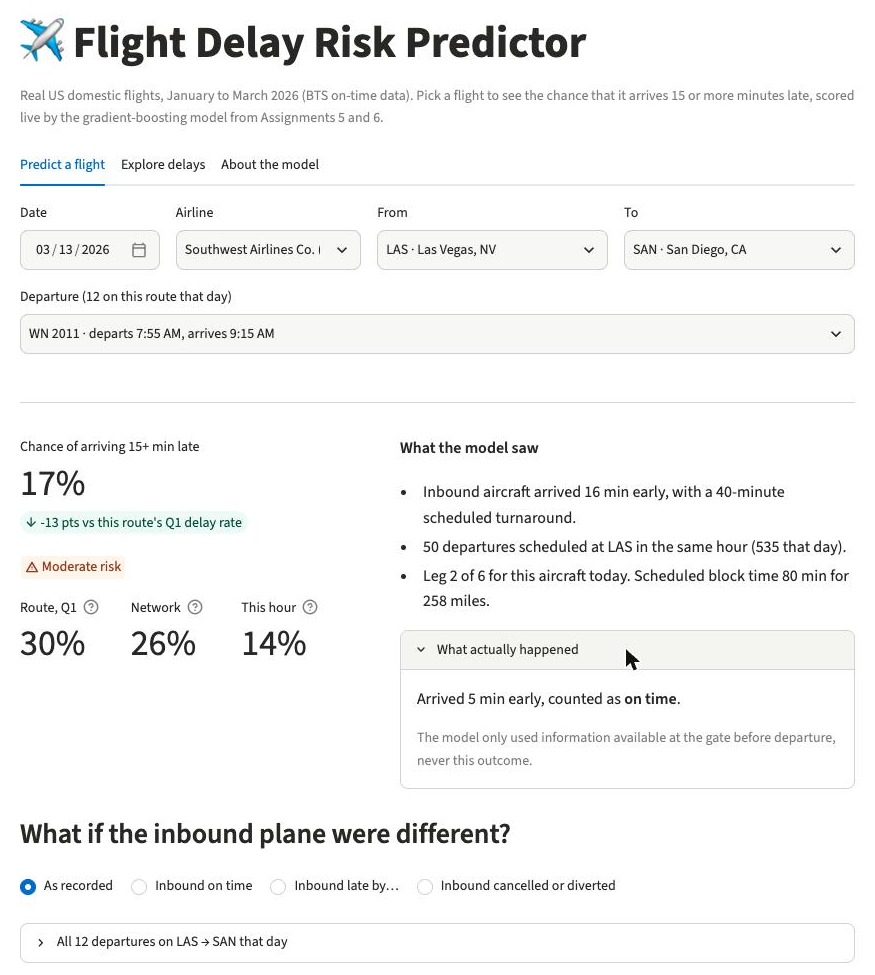 Flight Delay Risk Predictor
Real US domestic flights, January to March 2026 (BTS on-time data). Pick a flight to see the chance that it arrives 15 or more minutes late, scored
live by the gradient-boosting model from Assignments 5 and 6.
Predict a flight Explore delays About the model
Date Airline From To
03 / 13 / 2026 Southwest Airlines Co. ( LAS · Las Vegas, NV SAN · San Diego, CA
Departure (12 on this route that day)
WN 2011 · departs 7:55 AM, arrives 9:15 AM
Chance of arriving 15+ min late
17%
↓ -13 pts vs this route's Q1 delay rate
Moderate risk
Route, Q1 Network This hour
30% 26% 14%
What the model saw
• Inbound aircraft arrived 16 min early, with a 40-minute
scheduled turnaround.
• 50 departures scheduled at LAS in the same hour (535 that day).
• Leg 2 of 6 for this aircraft today. Scheduled block time 80 min for
258 miles.
What actually happened
Arrived 5 min early, counted as on time.
The model only used information available at the gate before departure,
never this outcome.
What if the inbound plane were different?
As recorded Inbound on time Inbound late by… Inbound cancelled or diverted
All 12 departures on LAS → SAN that day